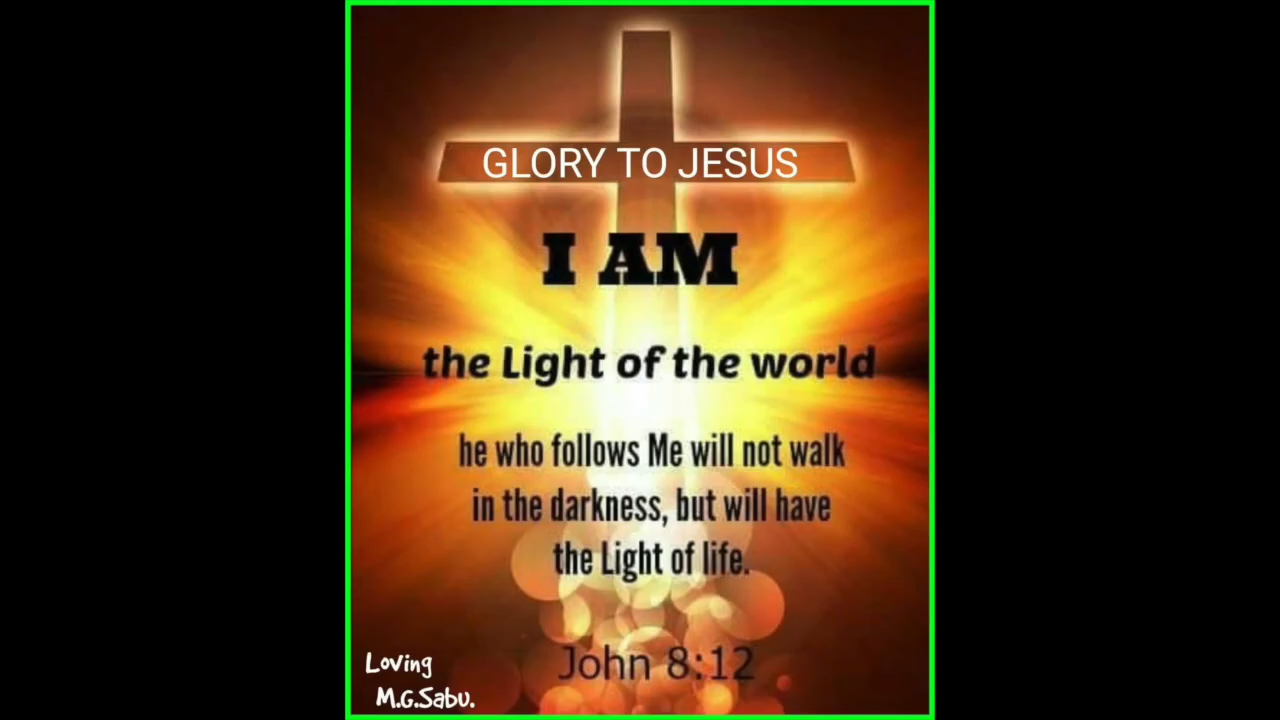 GLORY TO JESUS
I AM
the Light of the world
he who follows Me will not walk
in the darkness, but will have
the Light of life.
John 8:12
Loving
M.G.Sabu.